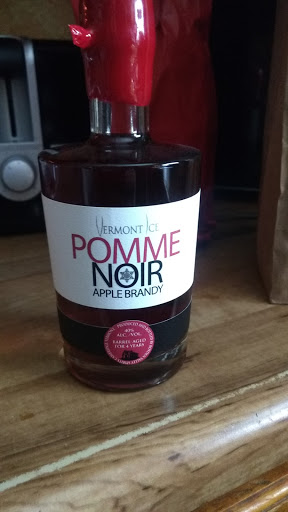 VERMONT ICE
POMME
NOIR
APPLE BRANDY
40%
ALC./VOL.
BARREL AGED
FOR 4 YEARS